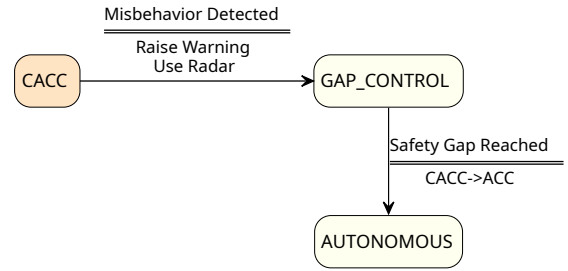 Misbehavior Detected
Raise Warning
Use Radar
CACC
GAP_CONTROL
Safety Gap Reached
CACC->ACC
AUTONOMOUS